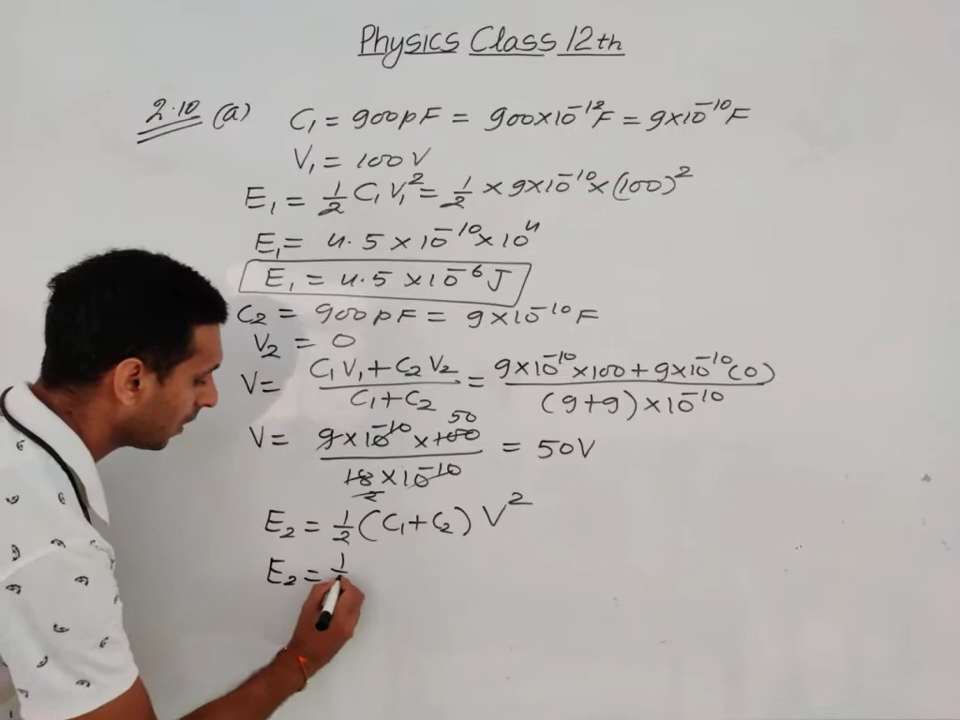 Physics Class 12th
2.10 (a) C₁ = 900pF = 900×10⁻¹²F = 9×10⁻¹⁰F
V₁ = 100V
E₁ = 1/2 C₁V₁² = 1/2 × 9×10⁻¹⁰×(100)²
E₁ = 4.5 × 10⁻¹⁰×10⁴
E₁ = 4.5 ×10⁻⁶J
C₂ = 900pF = 9×10⁻¹⁰F
V₂ = 0
V = (C₁V₁+C₂V₂)/(C₁+C₂) = (9×10⁻¹⁰×100+9×10⁻¹⁰(0))/((9+9)×10⁻¹⁰)
50
V = (9×10⁻¹⁰×100)/(18×10⁻¹⁰) = 50V
2
E₂ = 1/2 (C₁+C₂) V²
E₂ = 1